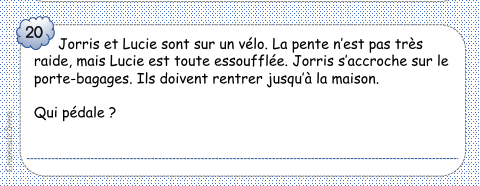 20
Jorris et Lucie sont sur un vélo. La pente n'est pas très
raide, mais Lucie est toute essoufflée. Jorris s'accroche sur le
porte-bagages. Ils doivent rentrer jusqu'à la maison.
Qui pédale ?